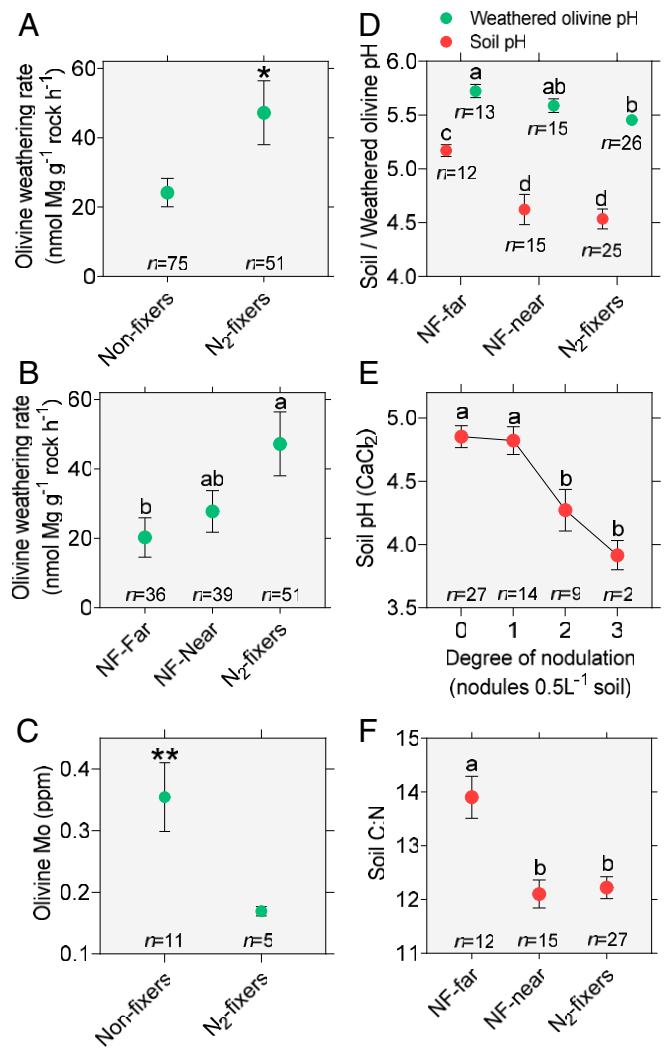 A
Olivine weathering rate
(nmol Mg g⁻¹ rock h⁻¹)
60
40
20
0
*
n=75
n=51
Non-fixers
N₂-fixers
B
Olivine weathering rate
(nmol Mg g⁻¹ rock h⁻¹)
60
40
20
0
b
ab
a
n=36
n=39
n=51
NF-Far
NF-Near
N₂-fixers
C
Olivine Mo (ppm)
0.4
0.3
0.2
0.1
**
n=11
n=5
Non-fixers
N₂-fixers
D
Weathered olivine pH
Soil pH
Soil / Weathered olivine pH
6.0
5.5
5.0
4.5
4.0
a
ab
b
n=13
n=15
n=26
c
d
d
n=12
n=15
n=25
NF-far
NF-near
N₂-fixers
E
Soil pH (CaCl₂)
5.0
4.5
4.0
3.5
a
a
b
b
n=27
n=14
n=9
n=2
0
1
2
3
Degree of nodulation
(nodules 0.5L⁻¹ soil)
F
Soil C:N
15
14
13
12
11
a
b
b
n=12
n=15
n=27
NF-far
NF-near
N₂-fixers